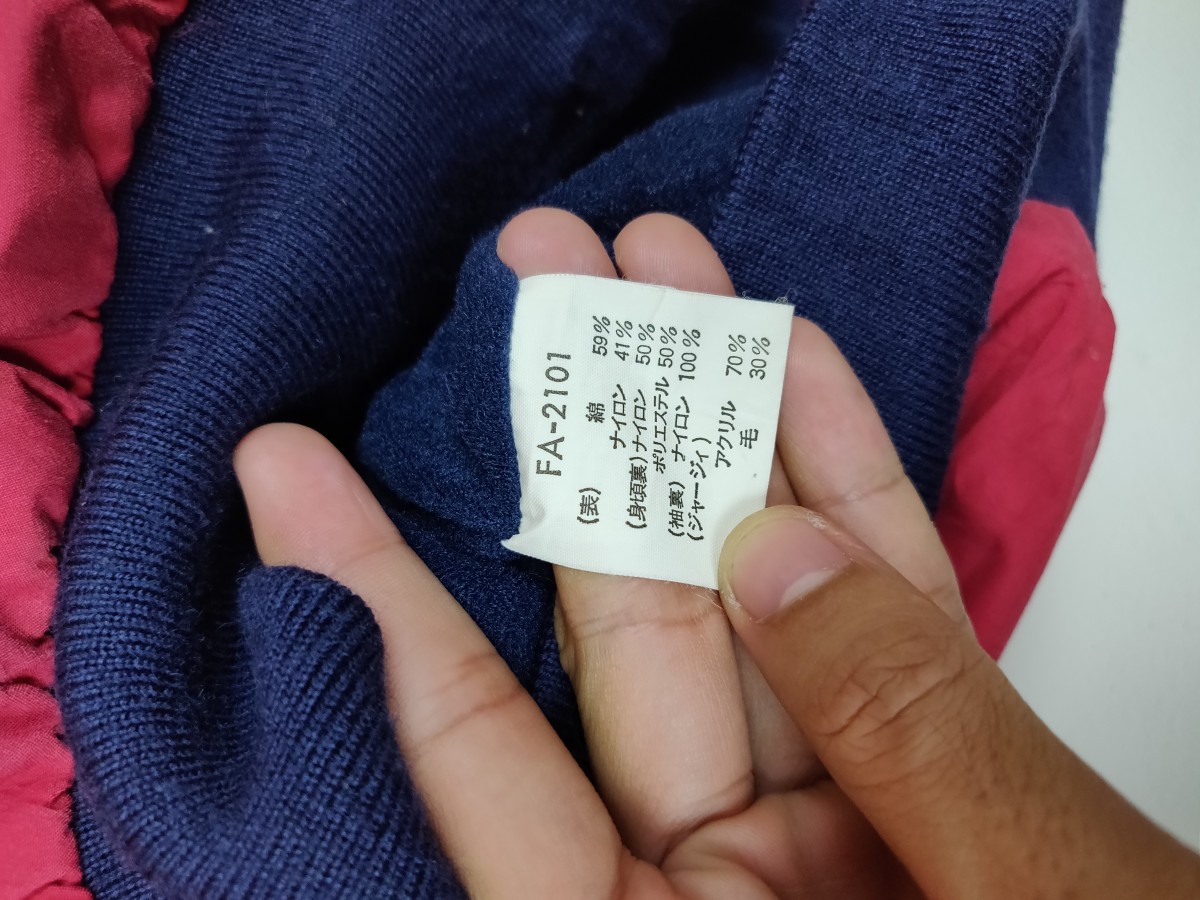 FA-2101
(表) 綿 59%
ナイロン 41%
(身頃裏)ナイロン 50%
ポリエステル 50%
(袖裏) ナイロン 100%
(ジャージィ)
アクリル 70%
毛 30%